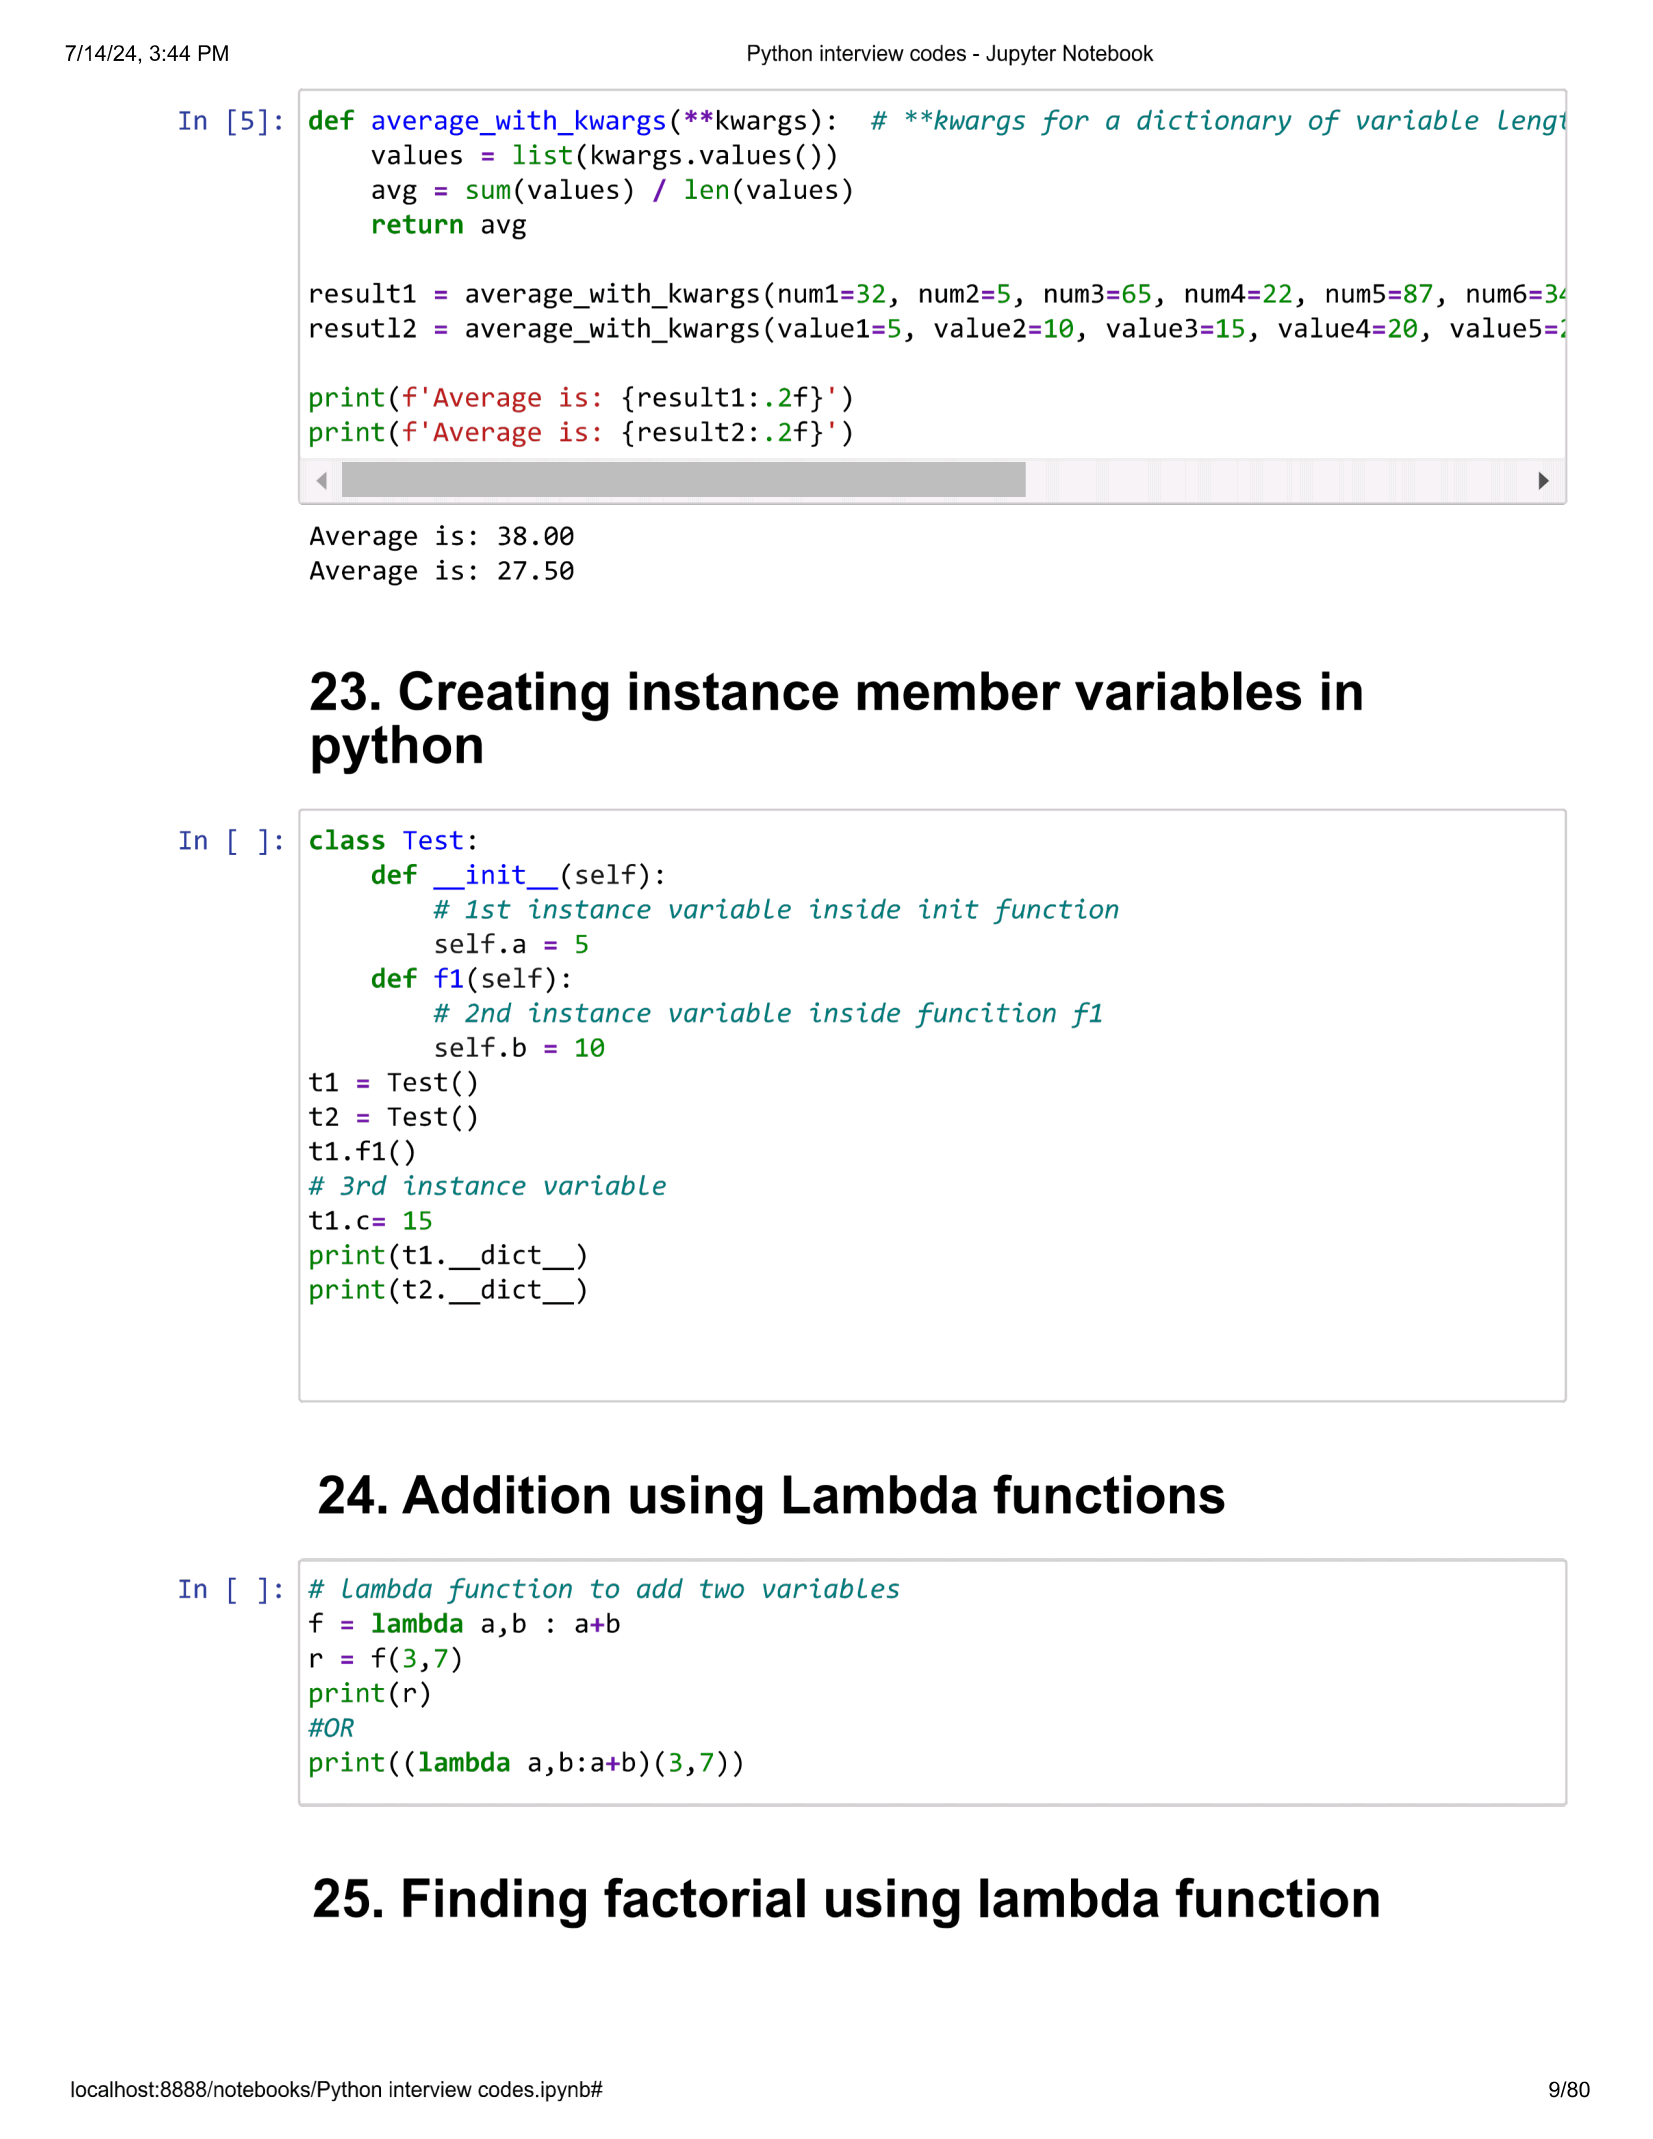 7/14/24, 3:44 PM Python interview codes - Jupyter Notebook
In [5]: def average_with_kwargs(**kwargs):  # **kwargs for a dictionary of variable
    values = list(kwargs.values())
    avg = sum(values) / len(values)
    return avg
result1 = average_with_kwargs(num1=32, num2=5, num3=65, num4=22, num5=87, num6=34
resutl2 = average_with_kwargs(value1=5, value2=10, value3=15, value4=20, value5=
print(f'Average is: {result1:.2f}')
print(f'Average is: {result2:.2f}')
Average is: 38.00
Average is: 27.50
23. Creating instance member variables in
python
In [ ]: class Test:
    def __init__(self):
        # 1st instance variable inside init function
        self.a = 5
    def f1(self):
        # 2nd instance variable inside funcition f1
        self.b = 10
t1 = Test()
t2 = Test()
t1.f1()
# 3rd instance variable
t1.c= 15
print(t1.__dict__)
print(t2.__dict__)
24. Addition using Lambda functions
In [ ]: # lambda function to add two variables
f = lambda a,b : a+b
r = f(3,7)
print(r)
#OR
print((lambda a,b:a+b)(3,7))
25. Finding factorial using lambda function
localhost:8888/notebooks/Python interview codes.ipynb# 9/80